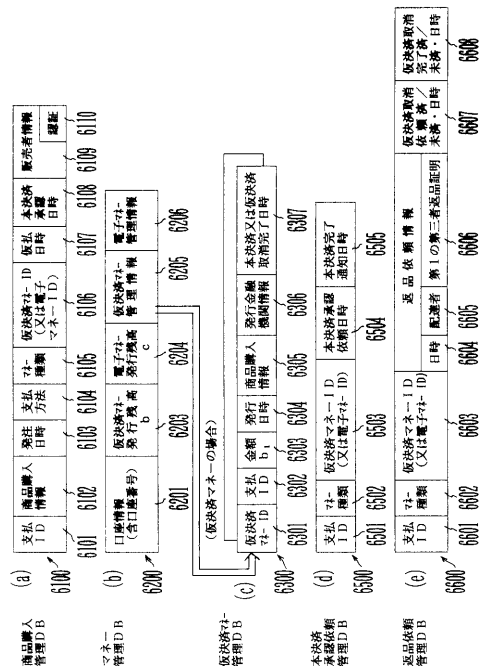 商品購入
管理DB
(a)
6100
支払
ID
6101
商品購入
情報
6102
発注
日時
6103
支払
方法
6104
マネー
種類
6105
仮決済マネーID
(又は電子
マネーID)
6106
仮払
日時
6107
本決済
承認
日時
6108
販売者情報
認証
6109
6110
マネー
管理DB
(b)
6200
口座情報
(含口座番号)
6201
仮決済マネー
発行残高
b
6203
電子マネー
発行残高
c
6204
仮決済マネー
管理情報
6205
電子マネー
管理情報
6206
〈仮決済マネーの場合〉
仮決済マネー
管理DB
(c)
6300
仮決済
マネーID
6301
支払
ID
6302
金額
b₁
6303
発行
日時
6304
商品購入
情報
6305
発行金融
機関情報
6306
本決済又は仮決済
取消完了日時
6307
本決済
承認依頼
管理DB
(d)
6500
支払
ID
6501
マネー
種類
6502
仮決済マネーID
(又は電子マネーID)
6503
本決済承認
依頼日時
6504
本決済完了
通知日時
6505
返品依頼
管理DB
(e)
6600
支払
ID
6601
マネー
種類
6602
仮決済マネーID
(又は電子マネーID)
6603
返品依頼情報
日時
6604
配達者
6605
第1の第三者返品証明
6606
仮決済取消
依頼済/
未済・日時
6607
仮決済取消
完了済/
未済・日時
6608